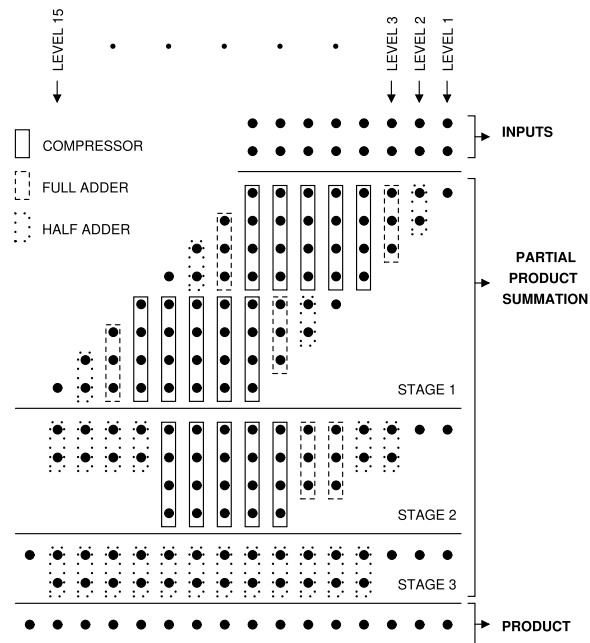 LEVEL 15
LEVEL 3
LEVEL 2
LEVEL 1
INPUTS
COMPRESSOR
FULL ADDER
HALF ADDER
PARTIAL
PRODUCT
SUMMATION
STAGE 1
STAGE 2
STAGE 3
PRODUCT